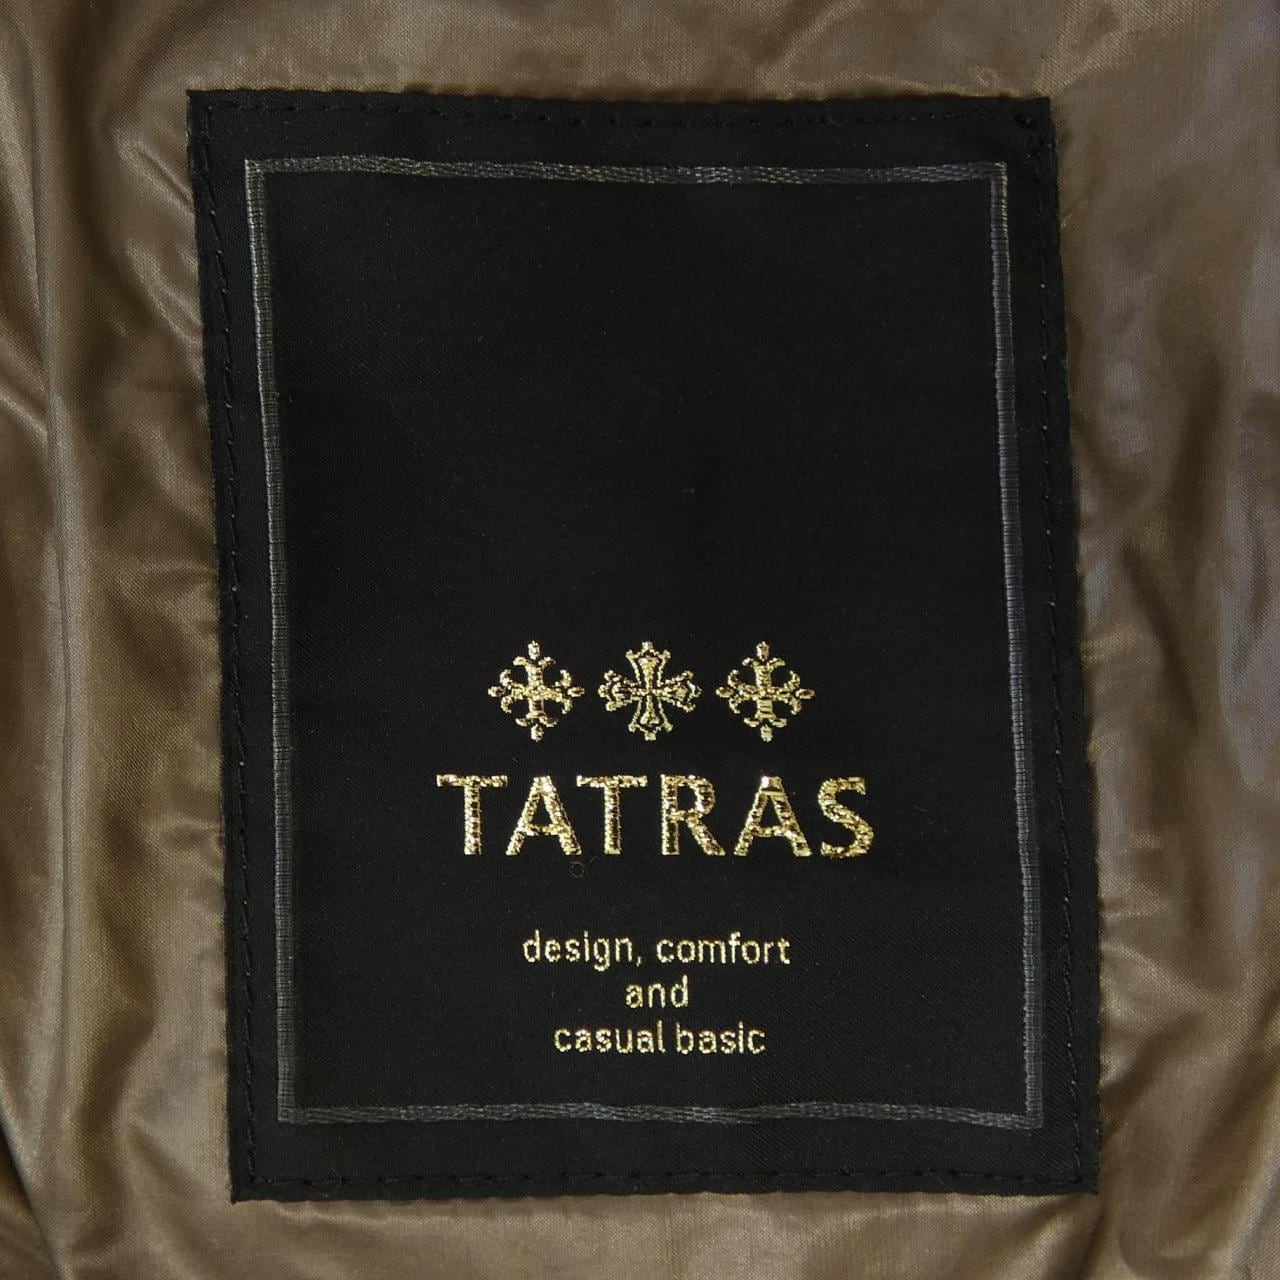 TATRAS
design, comfort
and
casual basic